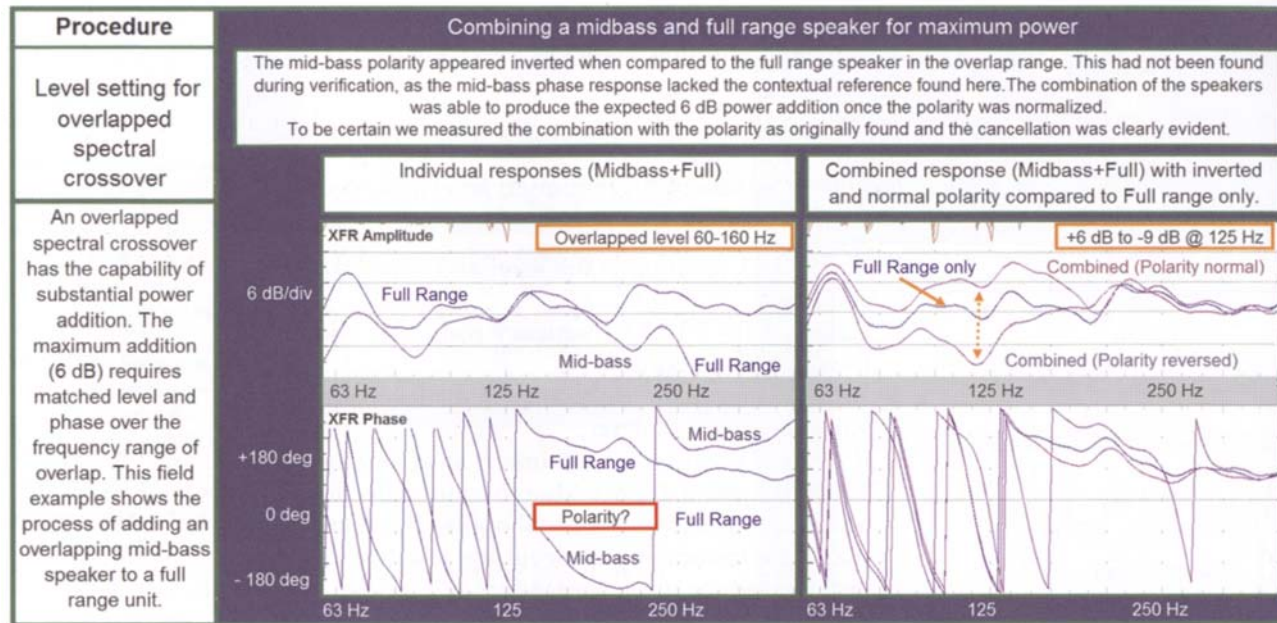 Procedure
Level setting for
overlapped
spectral
crossover
An overlapped
spectral crossover
has the capability of
substantial power
addition. The
maximum addition
(6 dB) requires
matched level and
phase over the
frequency range of
overlap. This field
example shows the
process of adding an
overlapping mid-bass
speaker to a full
range unit.
Combining a midbass and full range speaker for maximum power
The mid-bass polarity appeared inverted when compared to the full range speaker in the overlap range. This had not been found
during verification, as the mid-bass phase response lacked the contextual reference found here.The combination of the speakers
was able to produce the expected 6 dB power addition once the polarity was normalized.
To be certain we measured the combination with the polarity as originally found and the cancellation was clearly evident.
Individual responses (Midbass+Full)
XFR Amplitude
Overlapped level 60-160 Hz
6 dB/div
Full Range
Mid-bass
Full Range
63 Hz 125 Hz 250 Hz
XFR Phase
Mid-bass
+180 deg
Full Range
0 deg
Polarity?
Full Range
Mid-bass
- 180 deg
63 Hz 125 250 Hz
Combined response (Midbass+Full) with inverted
and normal polarity compared to Full range only.
+6 dB to -9 dB @ 125 Hz
Full Range only
Combined (Polarity normal)
Combined (Polarity reversed)
63 Hz 125 Hz 250 Hz
63 Hz 125 Hz 250 Hz